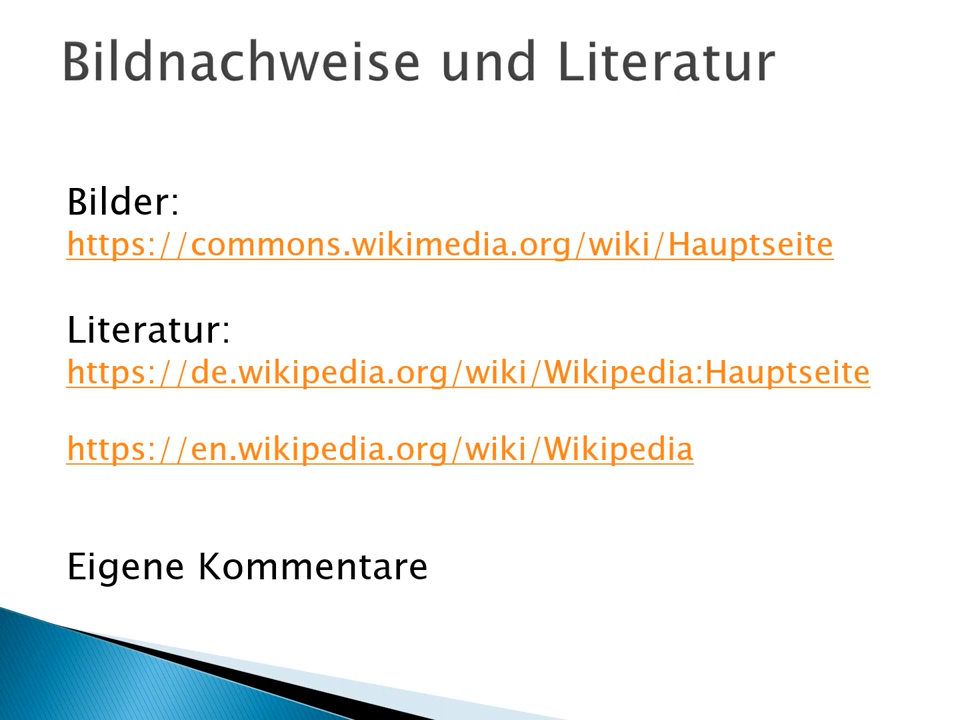 Bildnachweise und Literatur
Bilder:
https://commons.wikimedia.org/wiki/Hauptseite
Literatur:
https://de.wikipedia.org/wiki/Wikipedia:Hauptseite
https://en.wikipedia.org/wiki/Wikipedia
Eigene Kommentare